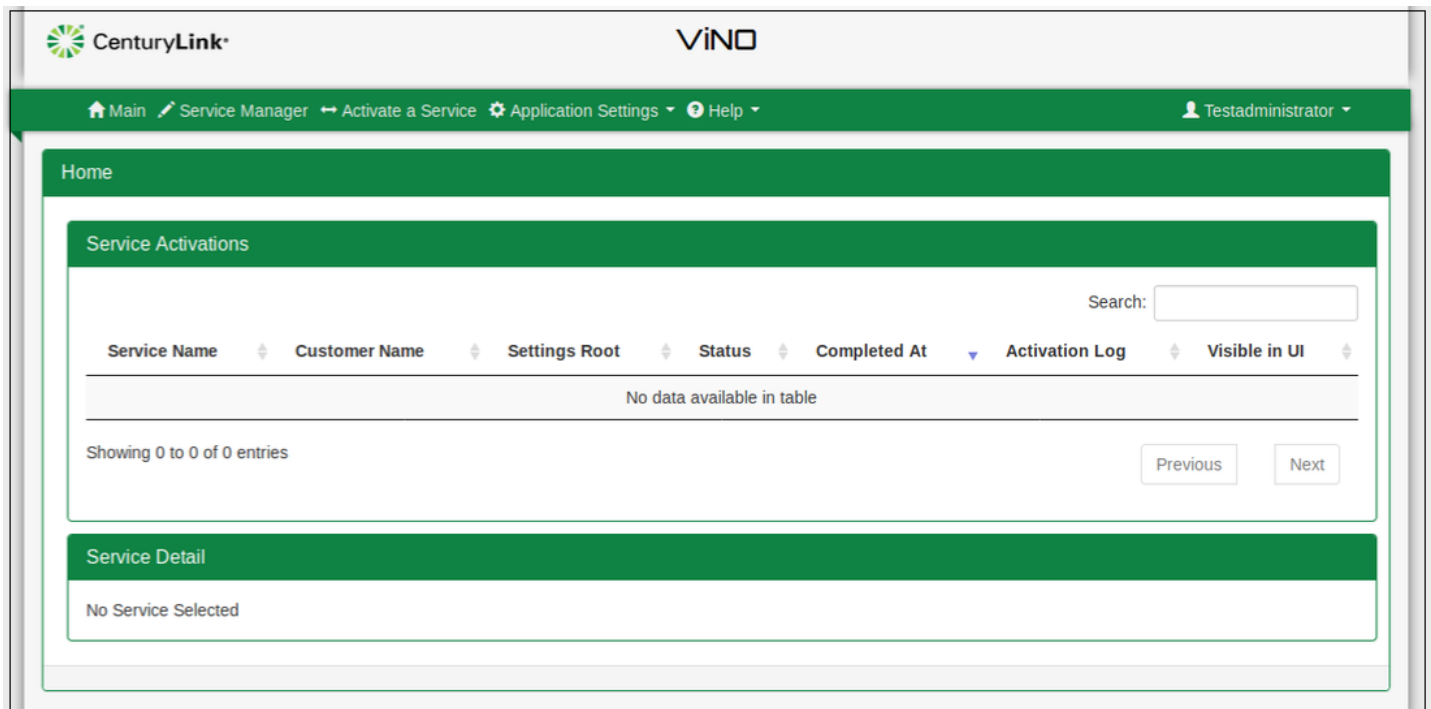 CenturyLink
ViNO
Main Service Manager Activate a Service Application Settings Help Testadministrator
Home
Service Activations
Search:
Service Name Customer Name Settings Root Status Completed At Activation Log Visible in UI
No data available in table
Showing 0 to 0 of 0 entries Previous Next
Service Detail
No Service Selected